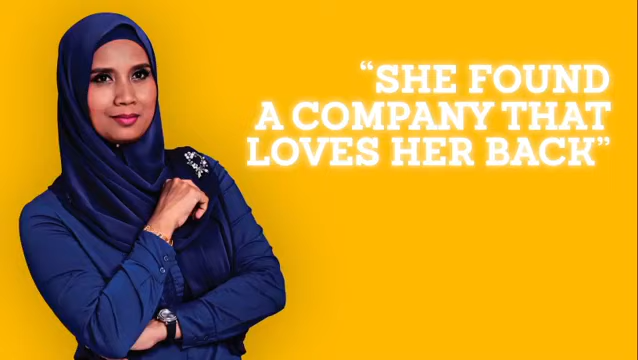 “SHE FOUND
A COMPANY THAT
LOVES HER BACK”